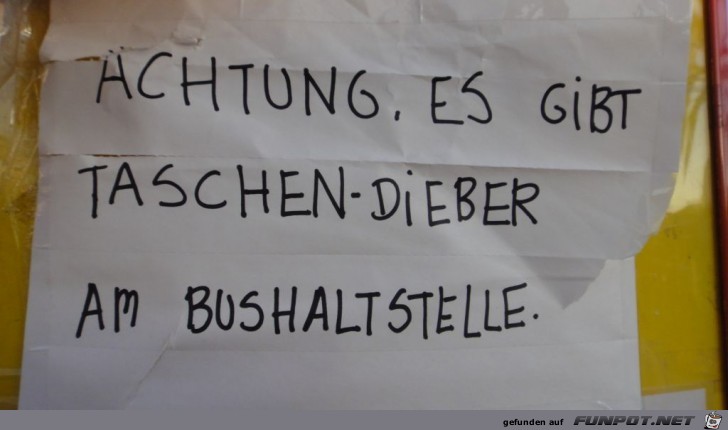 ÄCHTUNG. ES GiBT
TASCHEN-DiEBER
AM BUSHALTSTELLE.
gefunden auf FUNPOT.NET